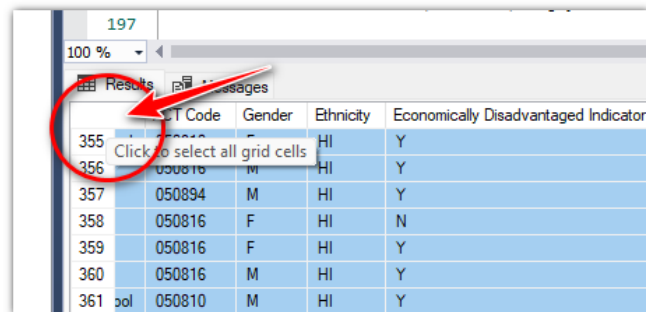 197
100 %
Results Messages
CT Code Gender Ethnicity Economically Disadvantaged Indicator
355 HI Y
Click to select all grid cells
356 050816 M HI Y
357 050894 M HI Y
358 050816 F HI N
359 050816 F HI Y
360 050816 M HI Y
361 ool 050810 M HI Y